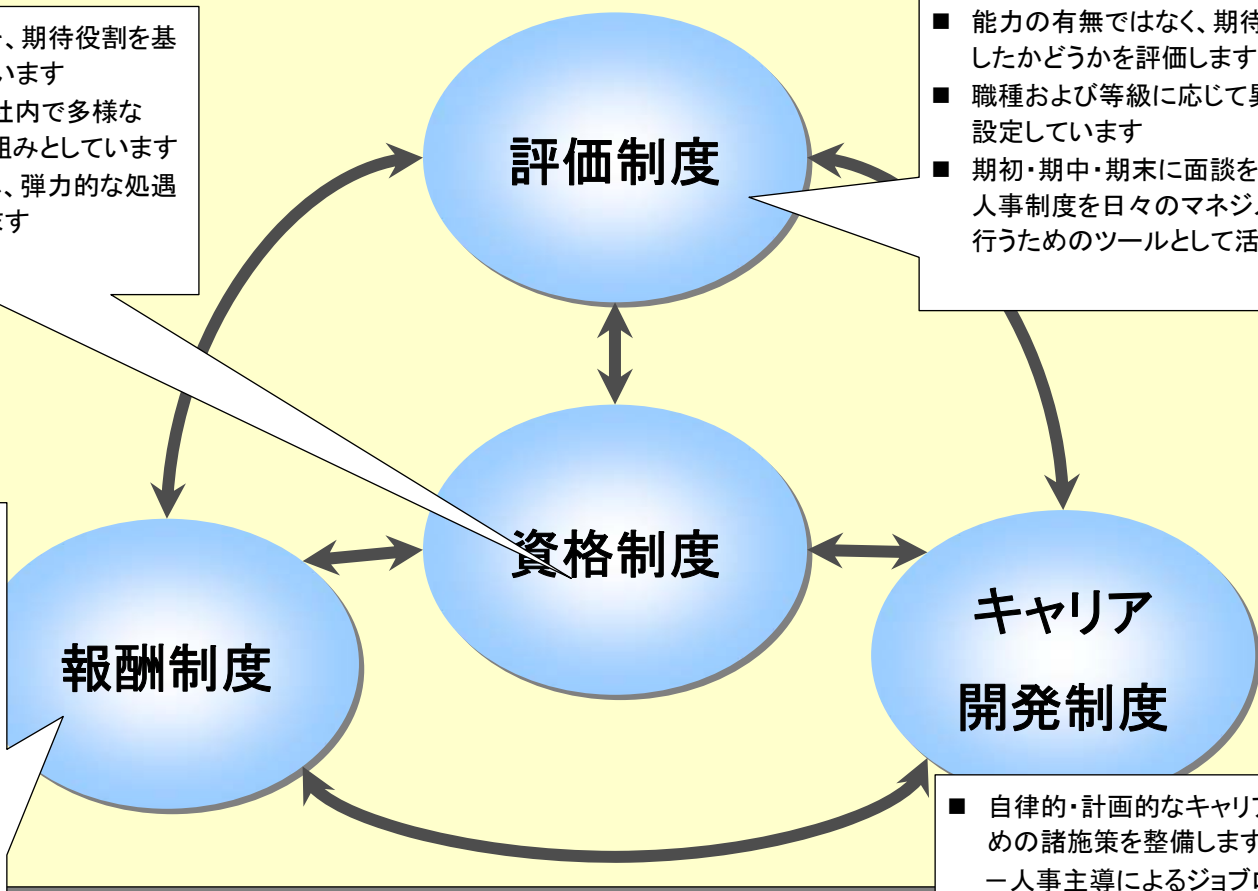 、期待役割を基
います
社内で多様な
組みとしています
、弾力的な処遇
ます
■ 能力の有無ではなく、期待
したかどうかを評価します
■ 職種および等級に応じて
設定しています
■ 期初・期中・期末に面談を
人事制度を日々のマネジ
行うためのツールとして活
評価制度
資格制度
報酬制度
キャリア
開発制度
■ 自律的・計画的なキャリア
めの諸施策を整備します
－人事主導によるジョブ